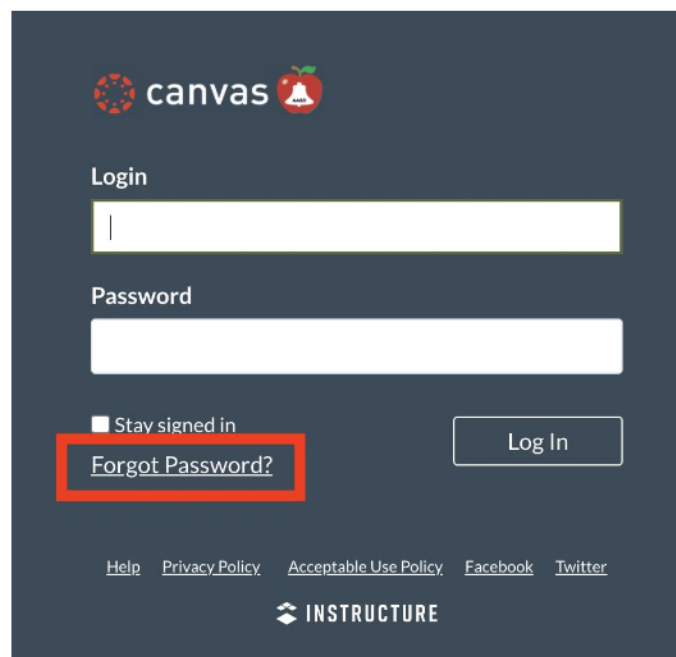 canvas
Login
Password
Stay signed in
Log In
Forgot Password?
Help Privacy Policy Acceptable Use Policy Facebook Twitter
INSTRUCTURE